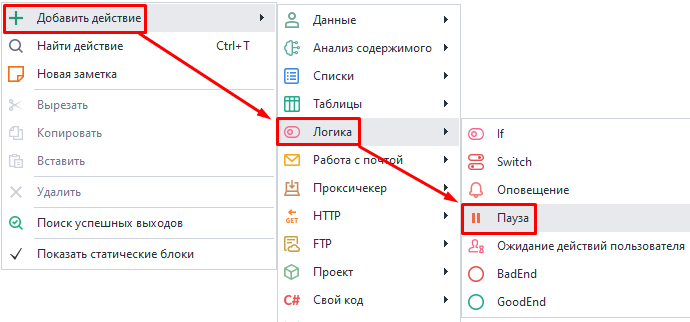 Добавить действие
Найти действие Ctrl+T
Новая заметка
Вырезать
Копировать
Вставить
Удалить
Поиск успешных выходов
Показать статические блоки
Данные
Анализ содержимого
Списки
Таблицы
Логика
Работа с почтой
Проксичекер
GET HTTP
FTP
Проект
C# Свой код
If
Switch
Оповещение
Пауза
Ожидание действий пользователя
BadEnd
GoodEnd